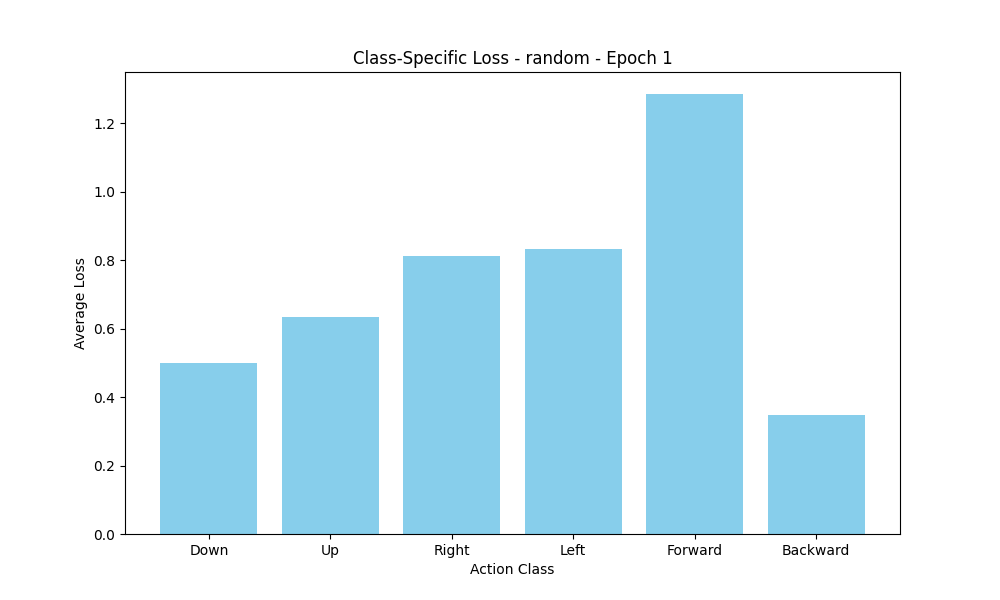 Class-Specific Loss - random - Epoch 1
Average Loss
1.2
1.0
0.8
0.6
0.4
0.2
0.0
Down Up Right Left Forward Backward
Action Class